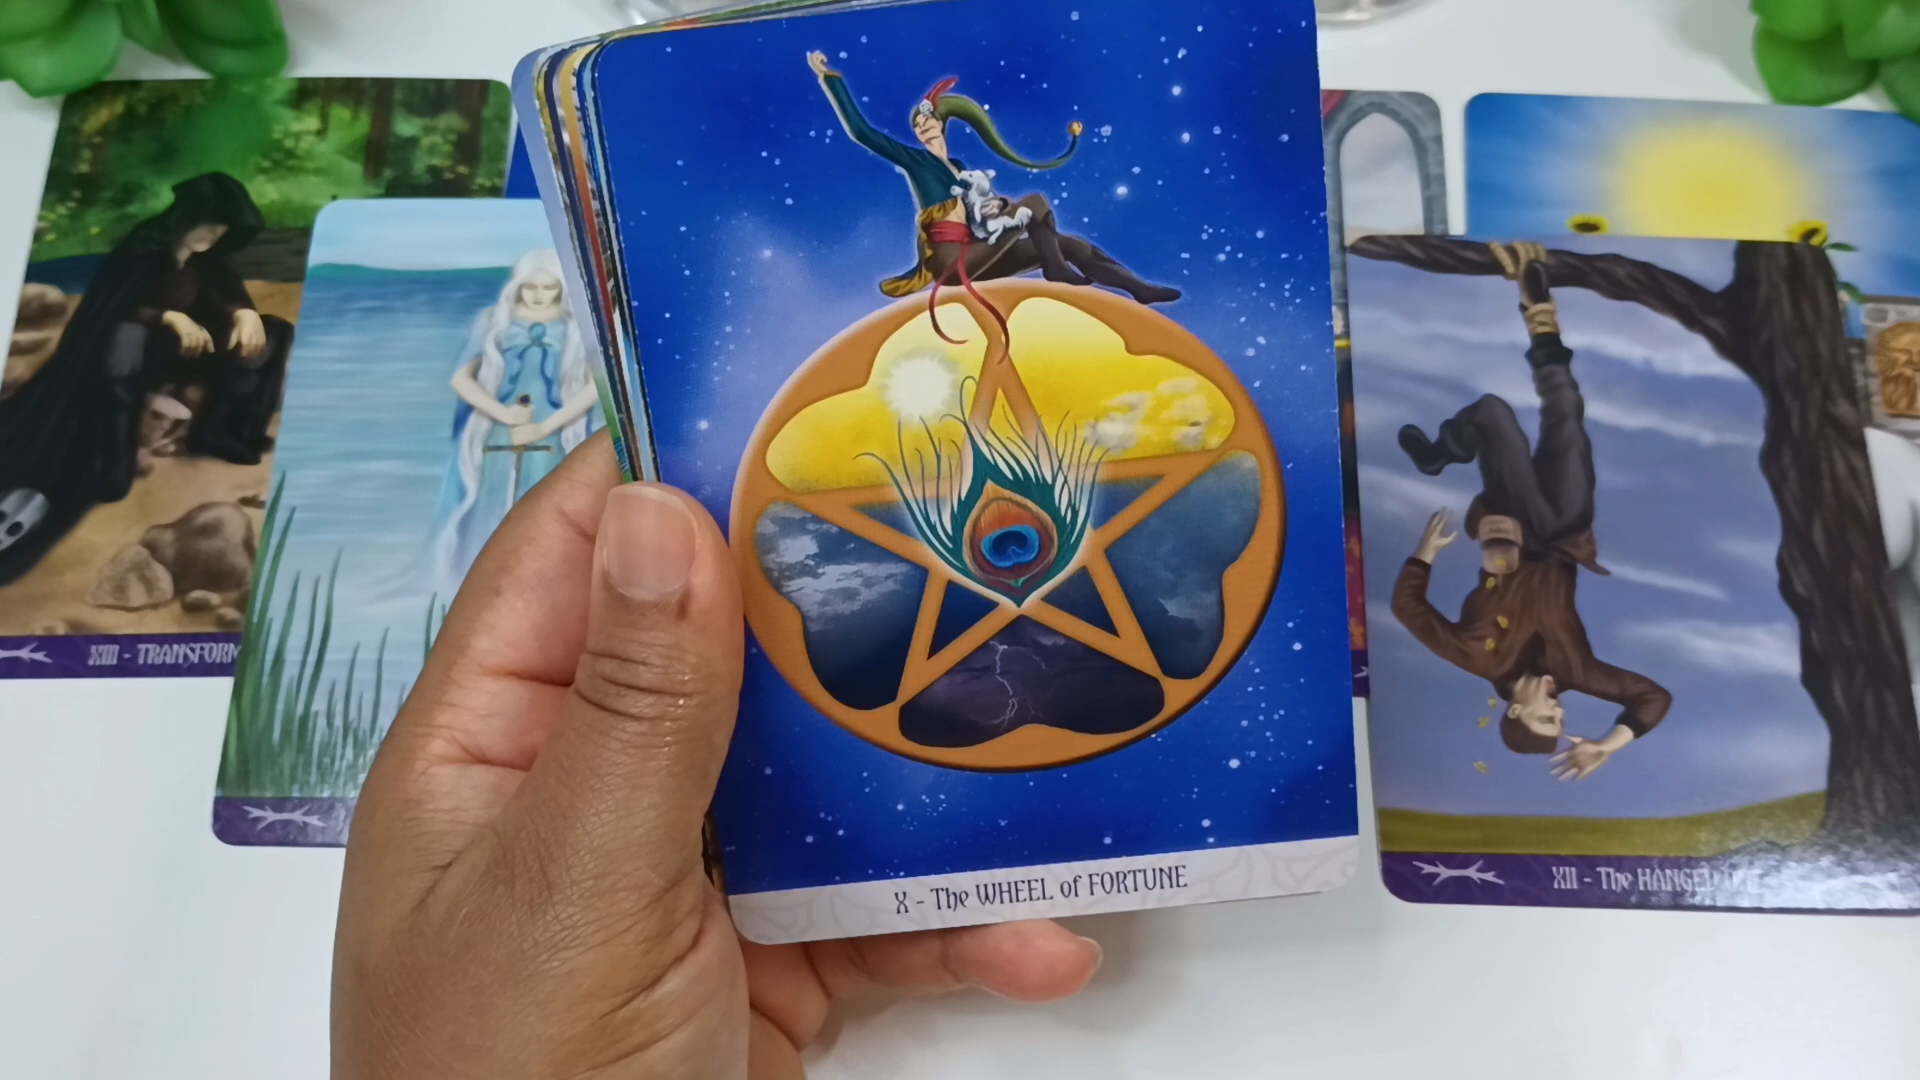 XIII - TRANSFORM
X - The WHEEL of FORTUNE
XII - The HANGED